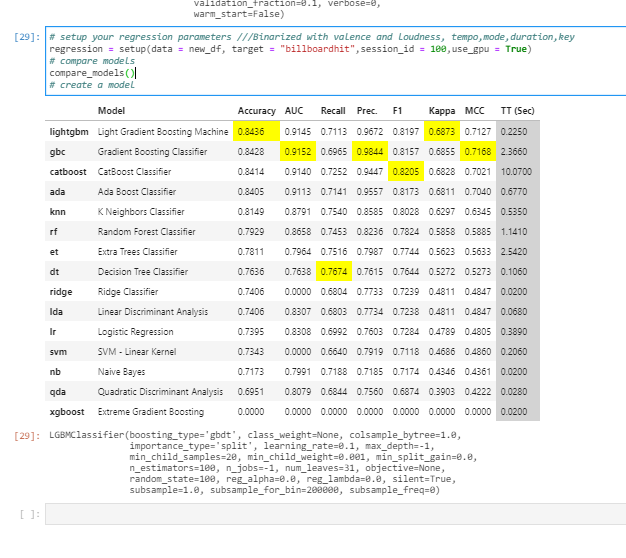 validation_fraction=0.1, verbose=0,
warm_start=False)
[29]: # setup your regression parameters ///Binarized with valence and loudness, tempo,mode,duration,key
regression = setup(data = new_df, target = "billboardhit",session_id = 100,use_gpu = True)
# compare models
compare_models()
# create a model
Model Accuracy AUC Recall Prec. F1 Kappa MCC TT (Sec)
lightgbm Light Gradient Boosting Machine 0.8436 0.9145 0.7113 0.9672 0.8197 0.6873 0.7127 0.2250
gbc Gradient Boosting Classifier 0.8428 0.9152 0.6965 0.9844 0.8157 0.6855 0.7168 2.3660
catboost CatBoost Classifier 0.8414 0.9140 0.7252 0.9447 0.8205 0.6828 0.7021 10.0700
ada Ada Boost Classifier 0.8405 0.9113 0.7141 0.9557 0.8173 0.6811 0.7040 0.6770
knn K Neighbors Classifier 0.8149 0.8791 0.7540 0.8585 0.8028 0.6297 0.6345 0.5350
rf Random Forest Classifier 0.7929 0.8658 0.7453 0.8236 0.7824 0.5858 0.5885 1.1410
et Extra Trees Classifier 0.7811 0.7964 0.7516 0.7987 0.7744 0.5623 0.5633 2.5420
dt Decision Tree Classifier 0.7636 0.7638 0.7674 0.7615 0.7644 0.5272 0.5273 0.1060
ridge Ridge Classifier 0.7406 0.0000 0.6804 0.7733 0.7239 0.4811 0.4847 0.0200
lda Linear Discriminant Analysis 0.7406 0.8307 0.6803 0.7734 0.7238 0.4811 0.4847 0.0680
lr Logistic Regression 0.7395 0.8308 0.6992 0.7603 0.7284 0.4789 0.4805 0.3890
svm SVM - Linear Kernel 0.7343 0.0000 0.6640 0.7919 0.7118 0.4686 0.4860 0.2060
nb Naive Bayes 0.7173 0.7991 0.7188 0.7185 0.7174 0.4346 0.4361 0.0200
qda Quadratic Discriminant Analysis 0.6951 0.8079 0.6844 0.7560 0.6874 0.3903 0.4222 0.0280
xgboost Extreme Gradient Boosting 0.0000 0.0000 0.0000 0.0000 0.0000 0.0000 0.0000 0.0200
[29]: LGBMClassifier(boosting_type='gbdt', class_weight=None, colsample_bytree=1.0,
importance_type='split', learning_rate=0.1, max_depth=-1,
min_child_samples=20, min_child_weight=0.001, min_split_gain=0.0,
n_estimators=100, n_jobs=-1, num_leaves=31, objective=None,
random_state=100, reg_alpha=0.0, reg_lambda=0.0, silent=True,
subsample=1.0, subsample_for_bin=200000, subsample_freq=0)
[ ]: